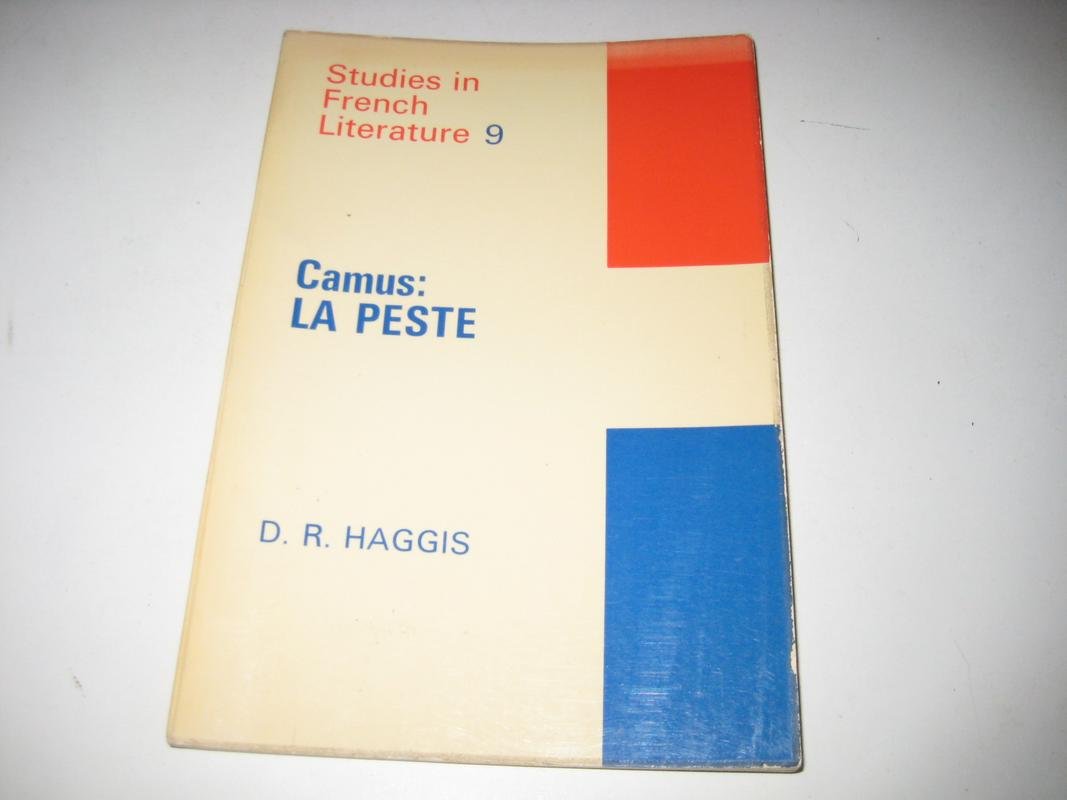 Studies in
French
Literature 9
Camus:
LA PESTE
D. R. HAGGIS